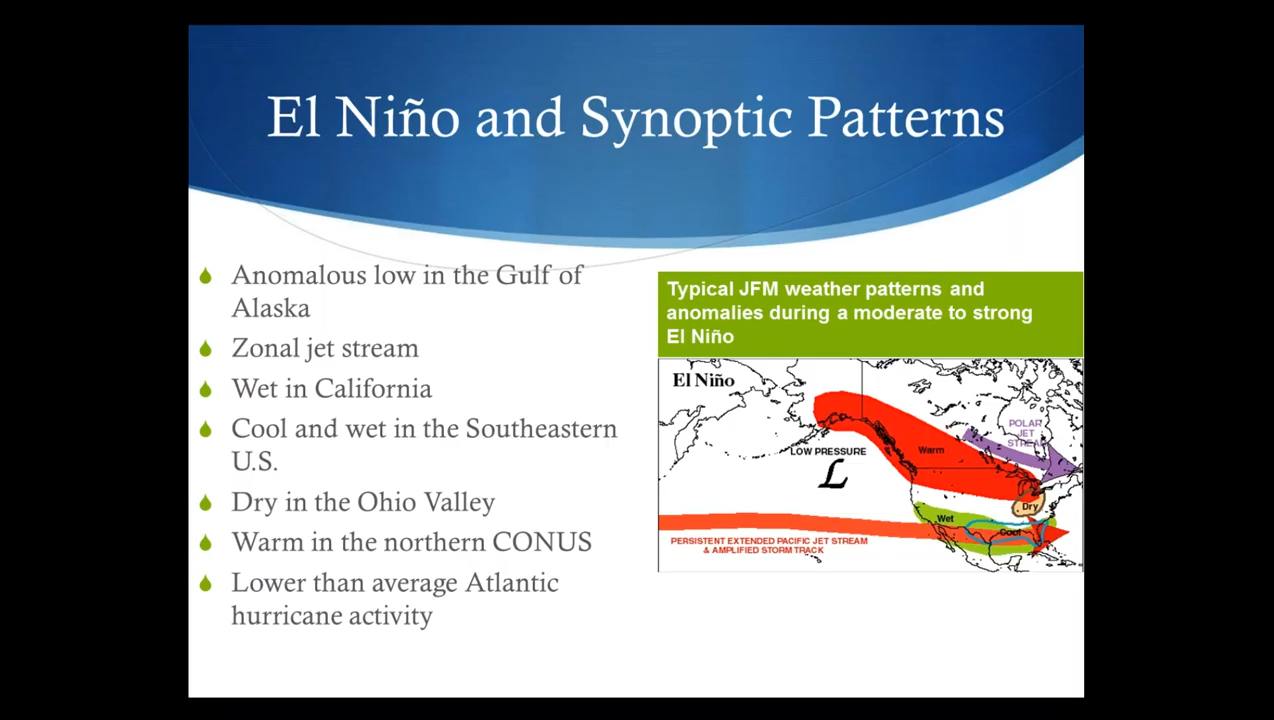 El Niño and Synoptic Patterns
Anomalous low in the Gulf of
Alaska
Zonal jet stream
Wet in California
Cool and wet in the Southeastern
U.S.
Dry in the Ohio Valley
Warm in the northern CONUS
Lower than average Atlantic
hurricane activity
Typical JFM weather patterns and
anomalies during a moderate to strong
El Niño
El Niño
POLAR
JET
STREAM
LOW PRESSURE
L
Warm
Dry
Wet
Cool
PERSISTENT EXTENDED PACIFIC JET STREAM
& AMPLIFIED STORM TRACK